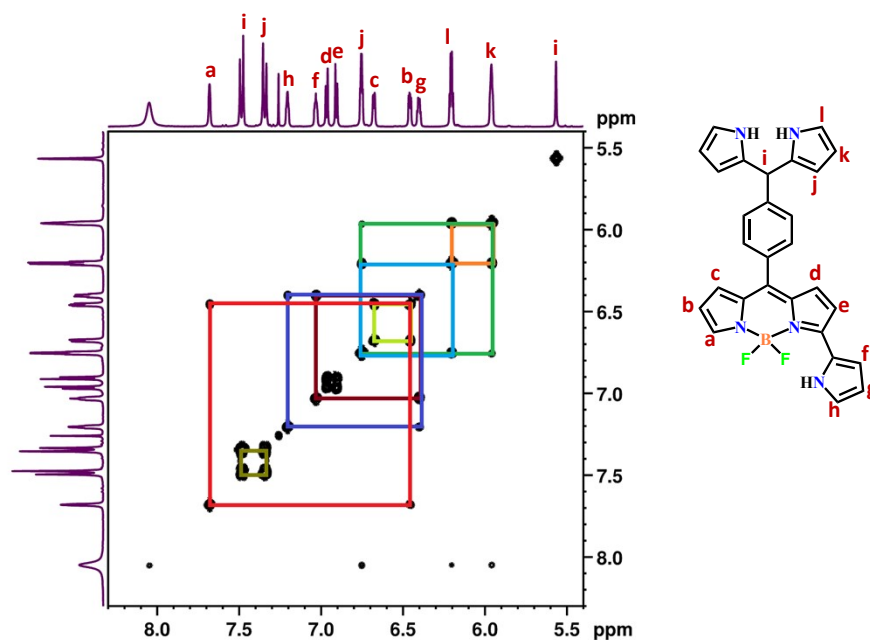 a i j h f d e j c b g l k i
ppm
5.5
6.0
6.5
7.0
7.5
8.0
8.0 7.5 7.0 6.5 6.0 5.5
ppm
NH HN l
i k
j
c d
b e
a N N
B
F F f
HN g
h